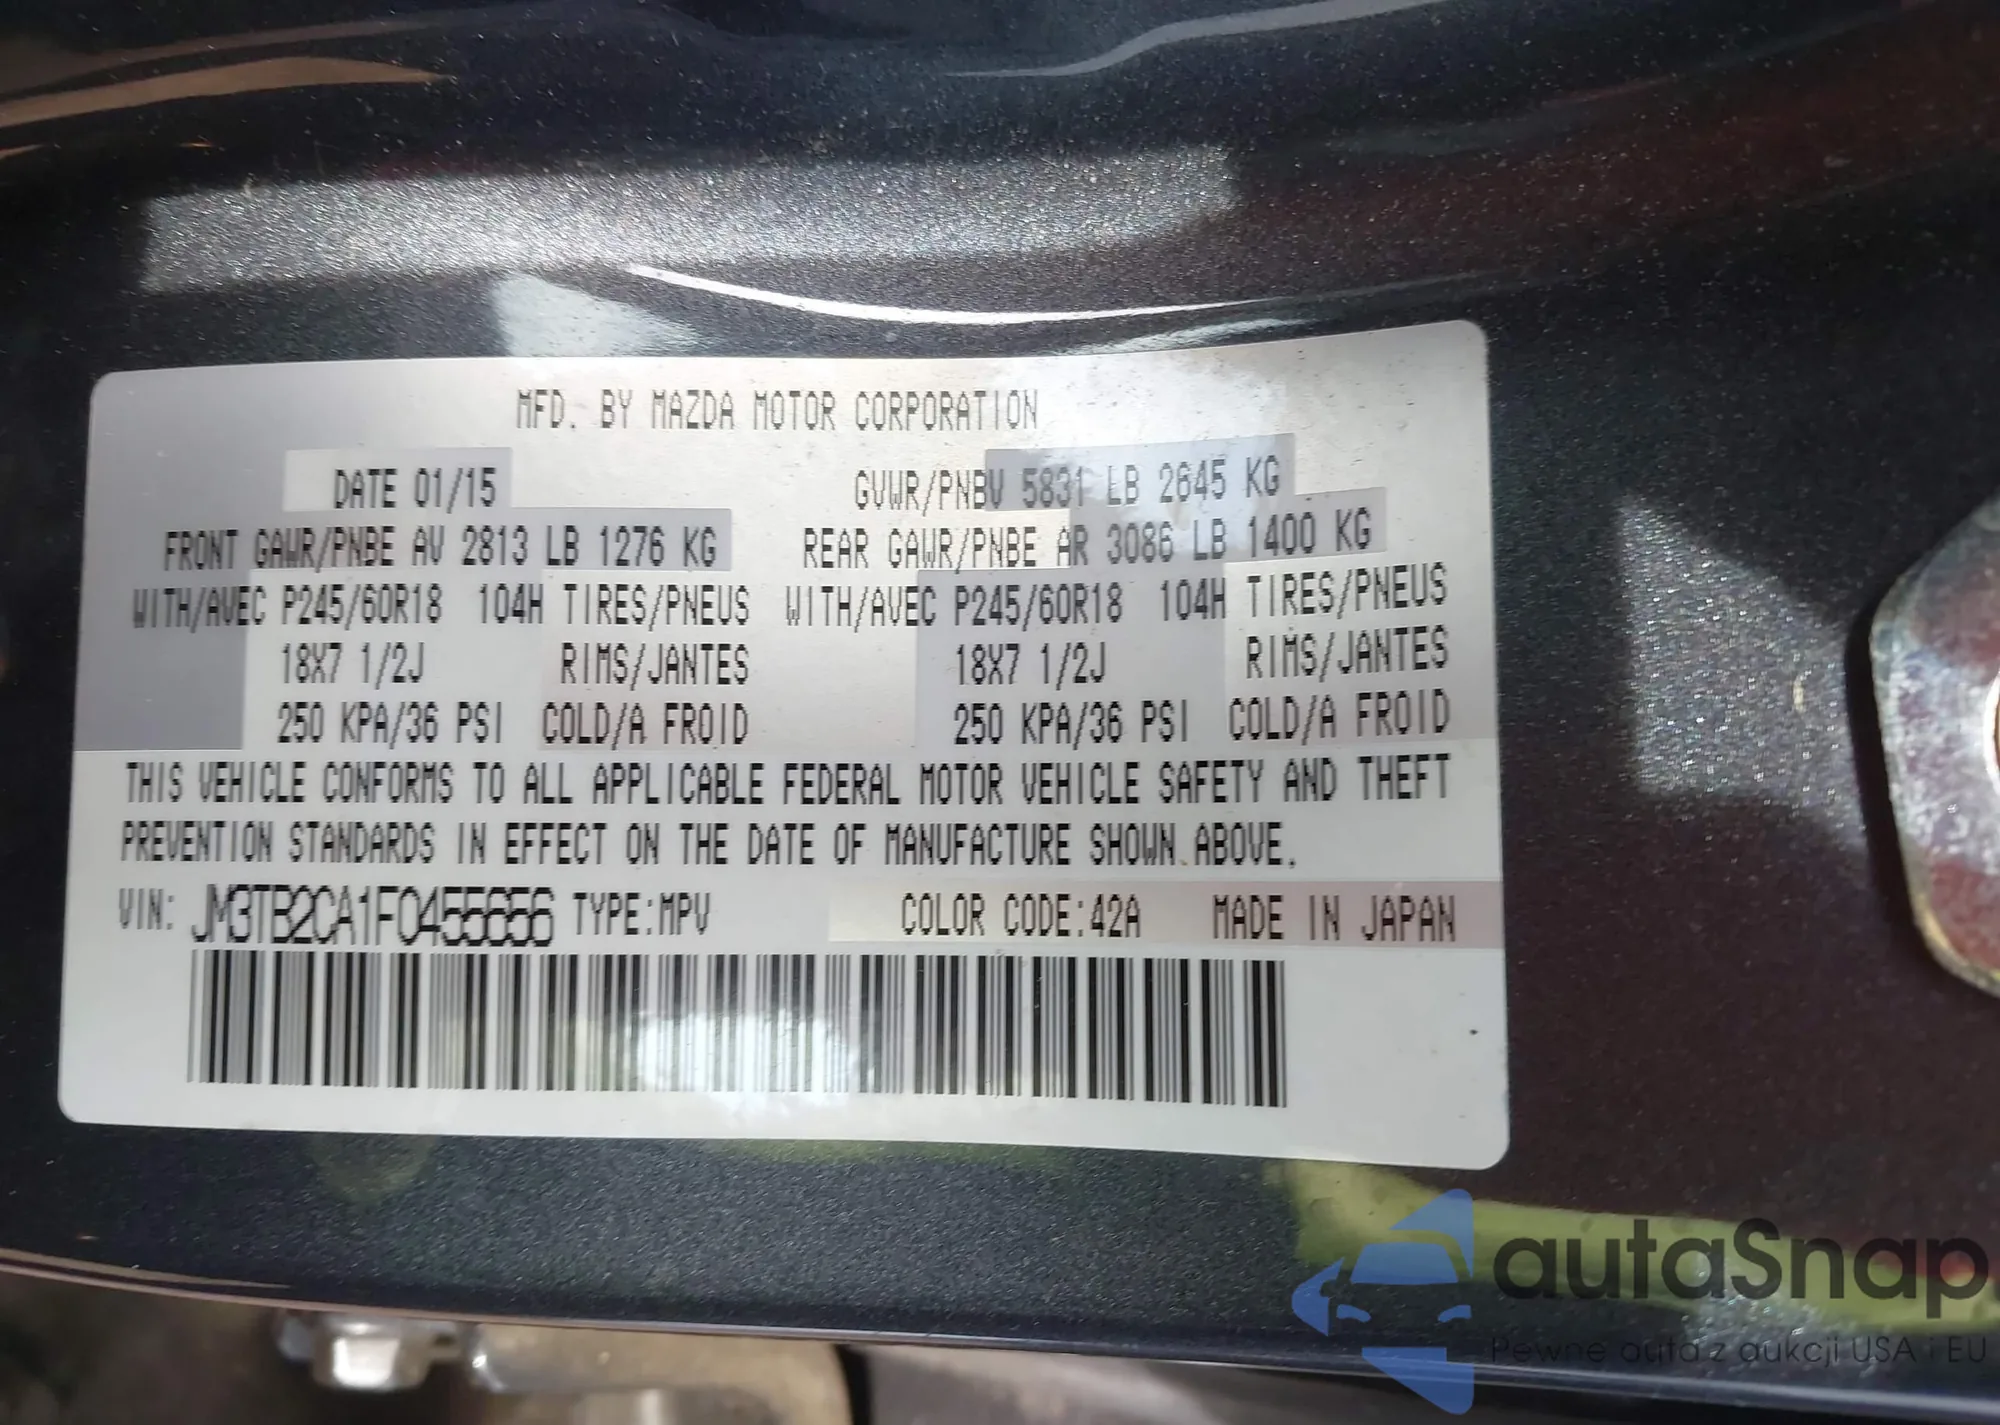 MFD. BY MAZDA MOTOR CORPORATION
DATE 01/15 GVWR/PNBV 5831 LB 2645 KG
FRONT GAWR/PNBE AV 2813 LB 1276 KG REAR GAWR/PNBE AR 3086 LB 1400 KG
WITH/AVEC P245/60R18 104H TIRES/PNEUS WITH/AVEC P245/60R18 104H TIRES/PNEUS
18X7 1/2J RIMS/JANTES 18X7 1/2J RIMS/JANTES
250 KPA/36 PSI COLD/A FROID 250 KPA/36 PSI COLD/A FROID
THIS VEHICLE CONFORMS TO ALL APPLICABLE FEDERAL MOTOR VEHICLE SAFETY AND THEFT
PREVENTION STANDARDS IN EFFECT ON THE DATE OF MANUFACTURE SHOWN ABOVE.
VIN: JM3TB2CA1F0455656 TYPE:MPV COLOR CODE:42A MADE IN JAPAN
autaSnap.
Pewne auta z aukcji USA i EU